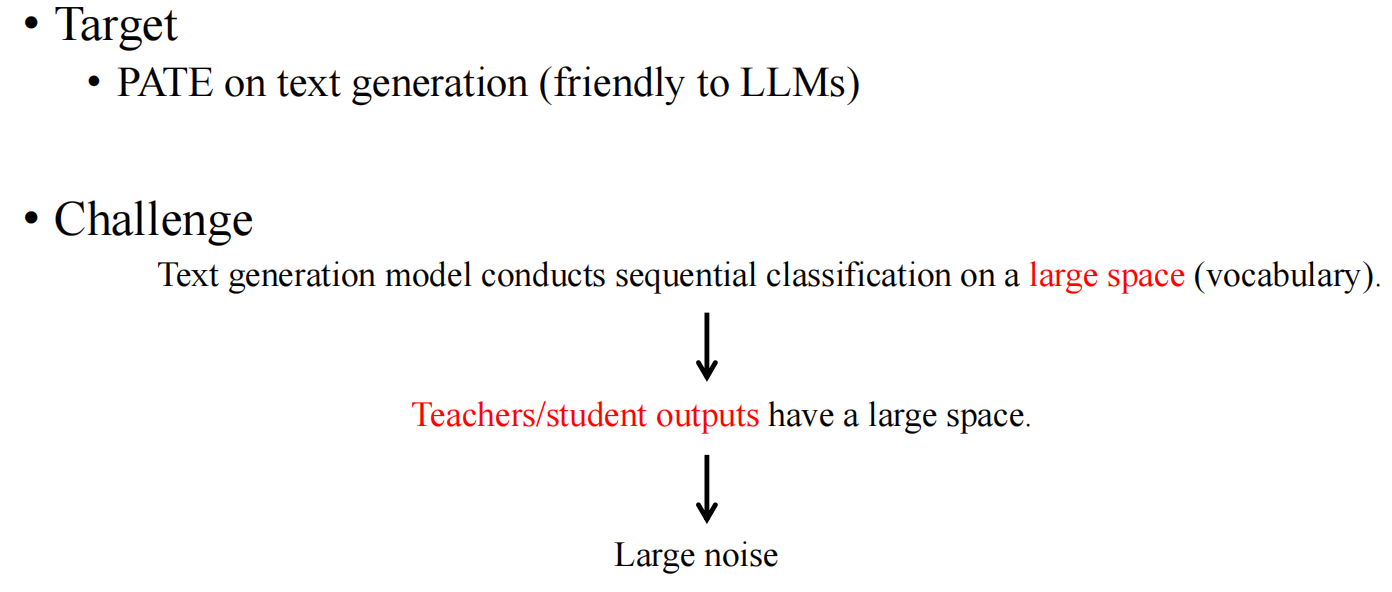 • Target
• PATE on text generation (friendly to LLMs)
• Challenge
Text generation model conducts sequential classification on a large space (vocabulary).
Teachers/student outputs have a large space.
Large noise